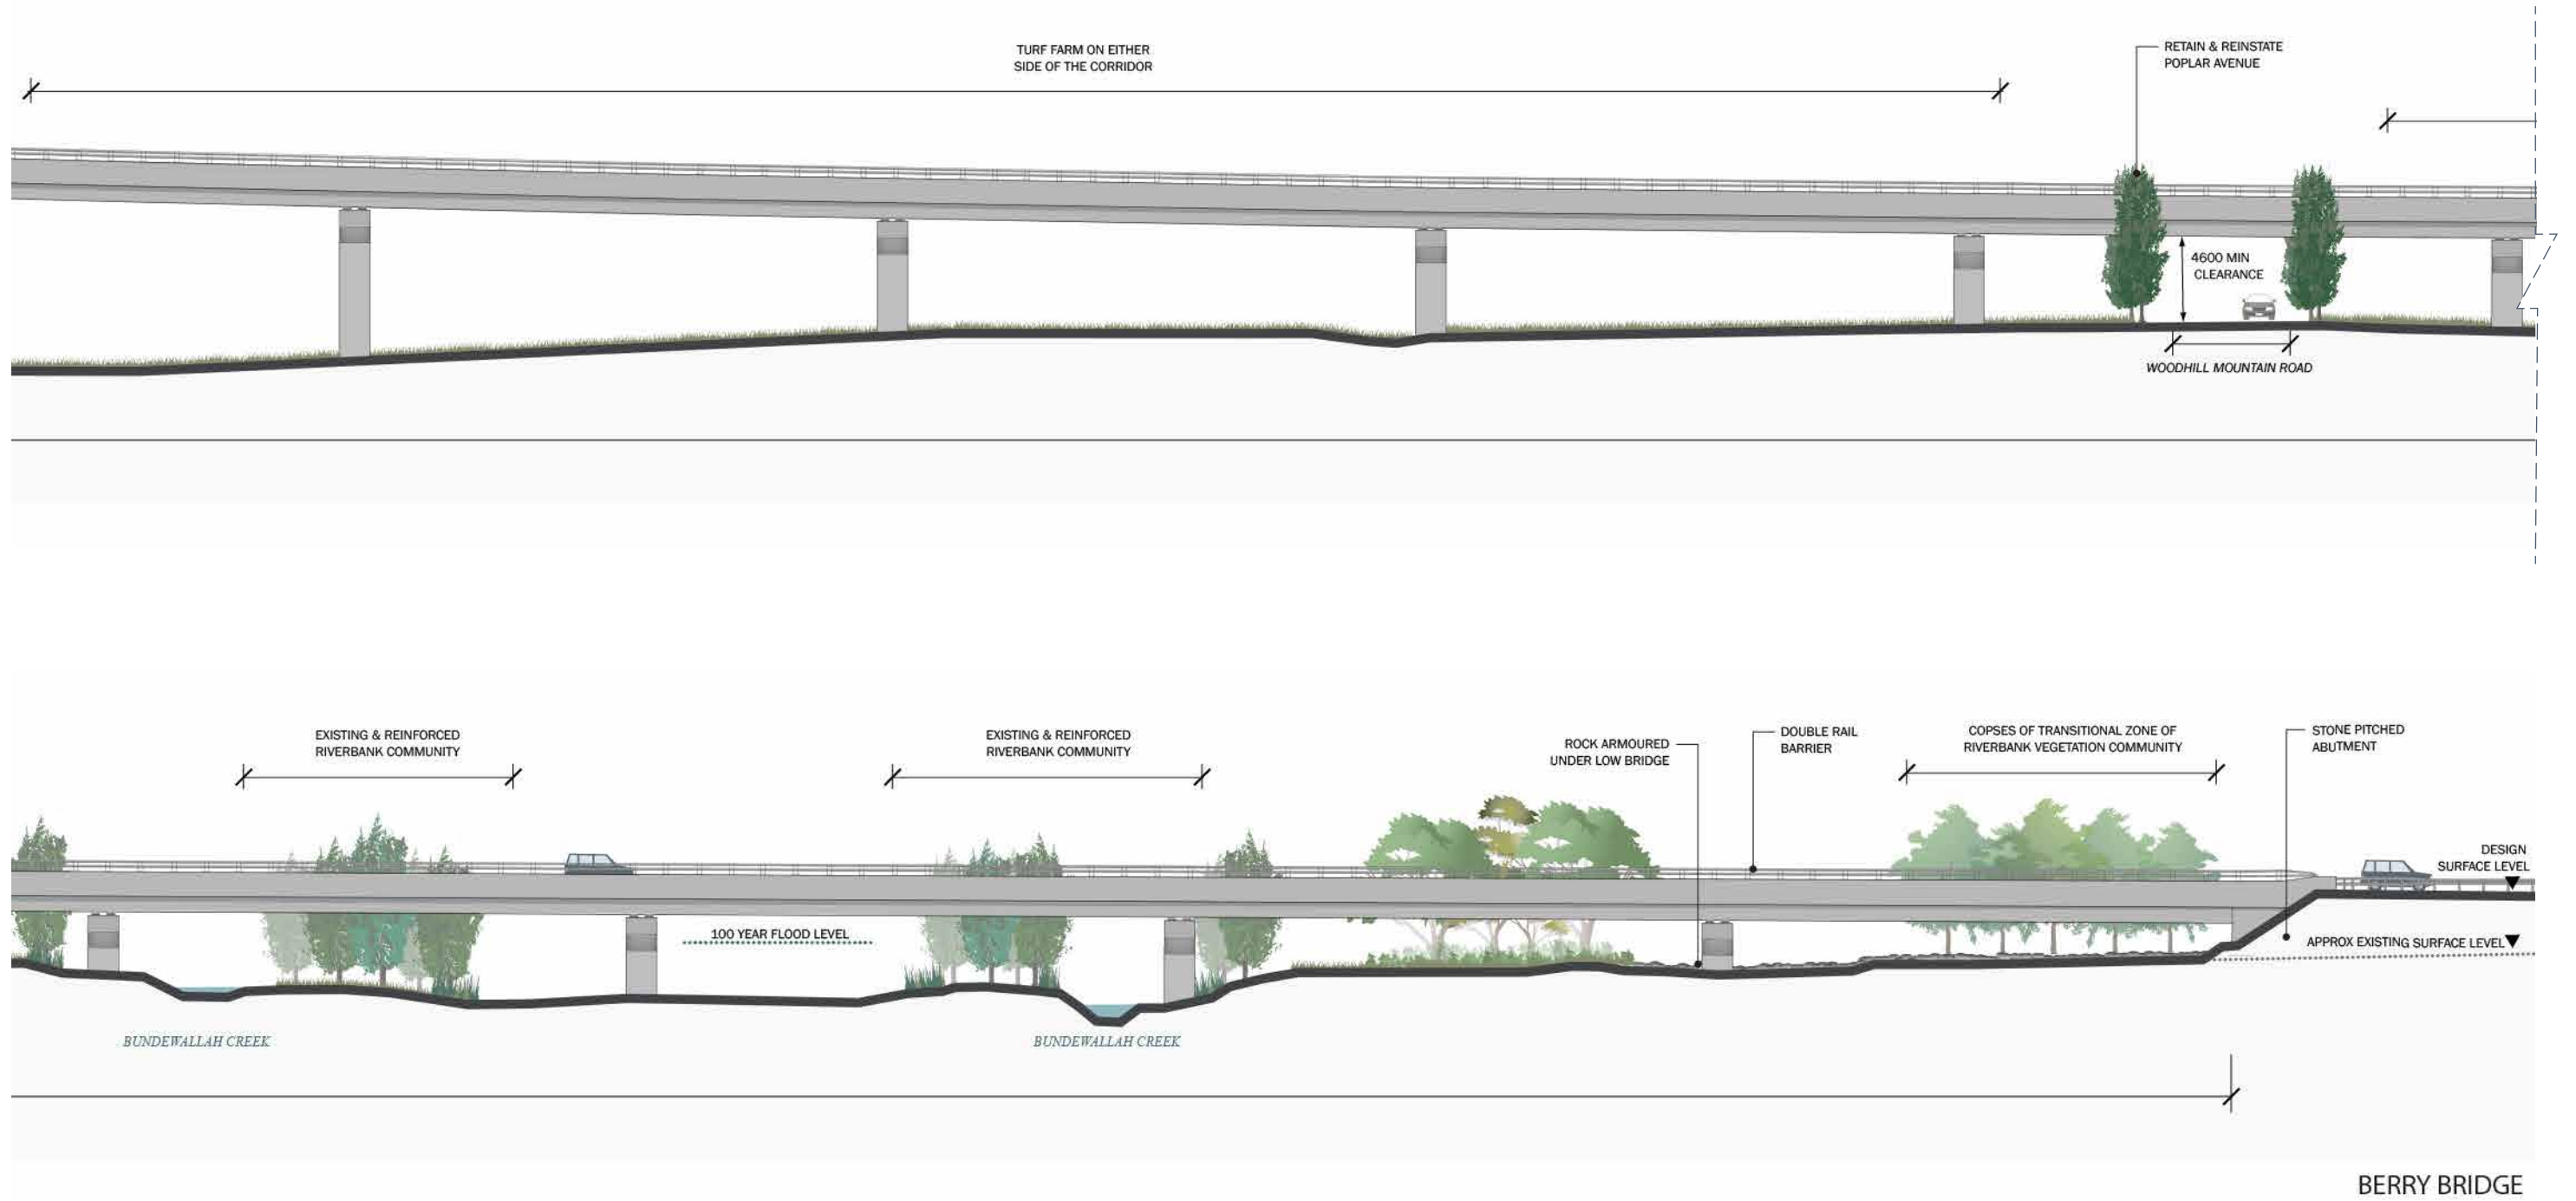 TURF FARM ON EITHER
SIDE OF THE CORRIDOR
RETAIN & REINSTATE
POPLAR AVENUE
4600 MIN
CLEARANCE
WOODHILL MOUNTAIN ROAD
EXISTING & REINFORCED
RIVERBANK COMMUNITY
EXISTING & REINFORCED
RIVERBANK COMMUNITY
ROCK ARMOURED
UNDER LOW BRIDGE
DOUBLE RAIL
BARRIER
COPSES OF TRANSITIONAL ZONE OF
RIVERBANK VEGETATION COMMUNITY
STONE PITCHED
ABUTMENT
DESIGN
SURFACE LEVEL
100 YEAR FLOOD LEVEL
APPROX EXISTING SURFACE LEVEL
BUNDEWALLAH CREEK
BUNDEWALLAH CREEK
BERRY BRIDGE